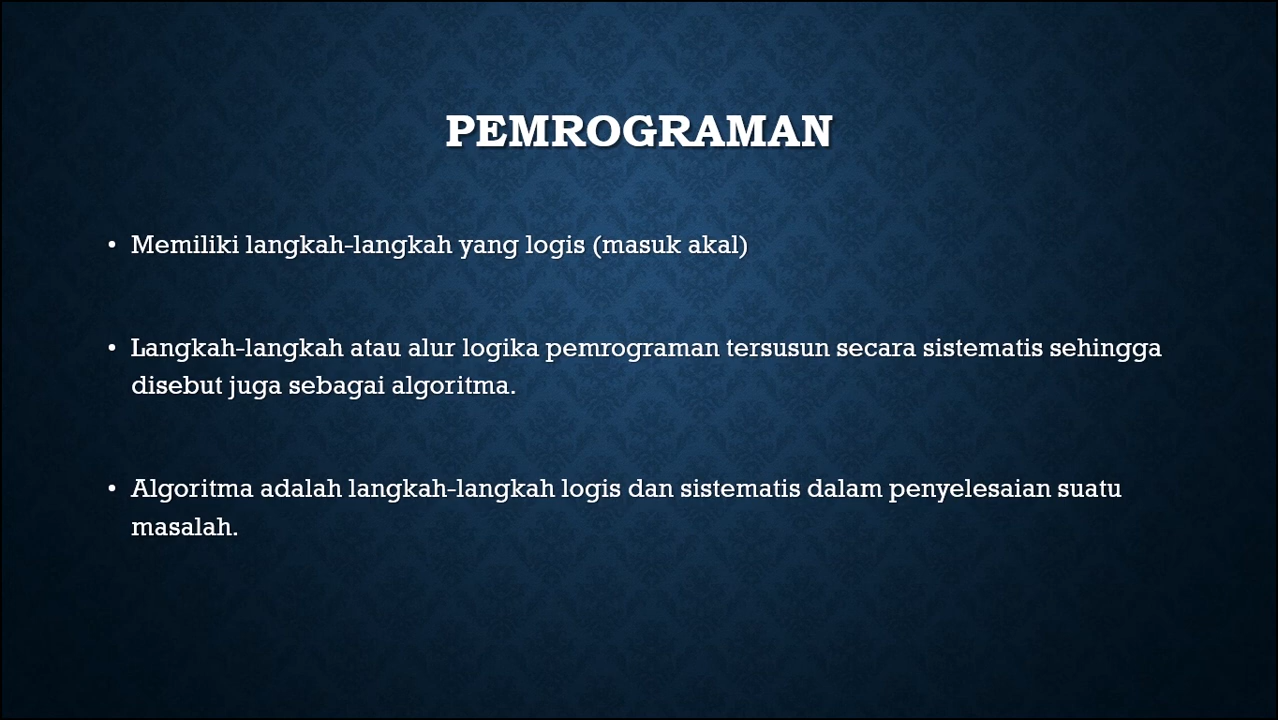 PEMROGRAMAN
• Memiliki langkah-langkah yang logis (masuk akal)
• Langkah-langkah atau alur logika pemrograman tersusun secara sistematis sehingga
disebut juga sebagai algoritma.
• Algoritma adalah langkah-langkah logis dan sistematis dalam penyelesaian suatu
masalah.